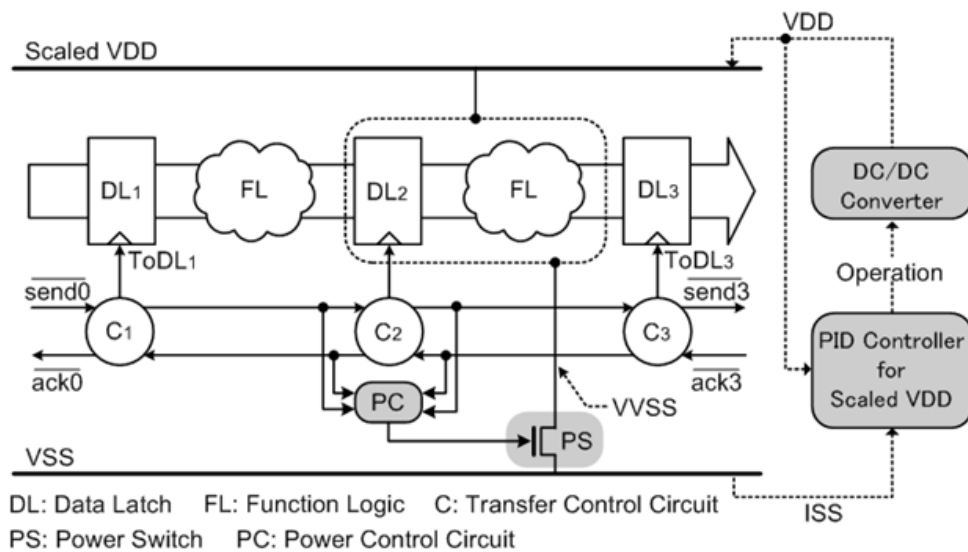 VDD
Scaled VDD
DL1
FL
DL2
FL
DL3
DC/DC
Converter
ToDL1
ToDL3
Operation
send0
send3
C1
C2
C3
PID Controller
for
Scaled VDD
ack0
ack3
PC
VVSS
PS
VSS
ISS
DL: Data Latch FL: Function Logic C: Transfer Control Circuit
PS: Power Switch PC: Power Control Circuit